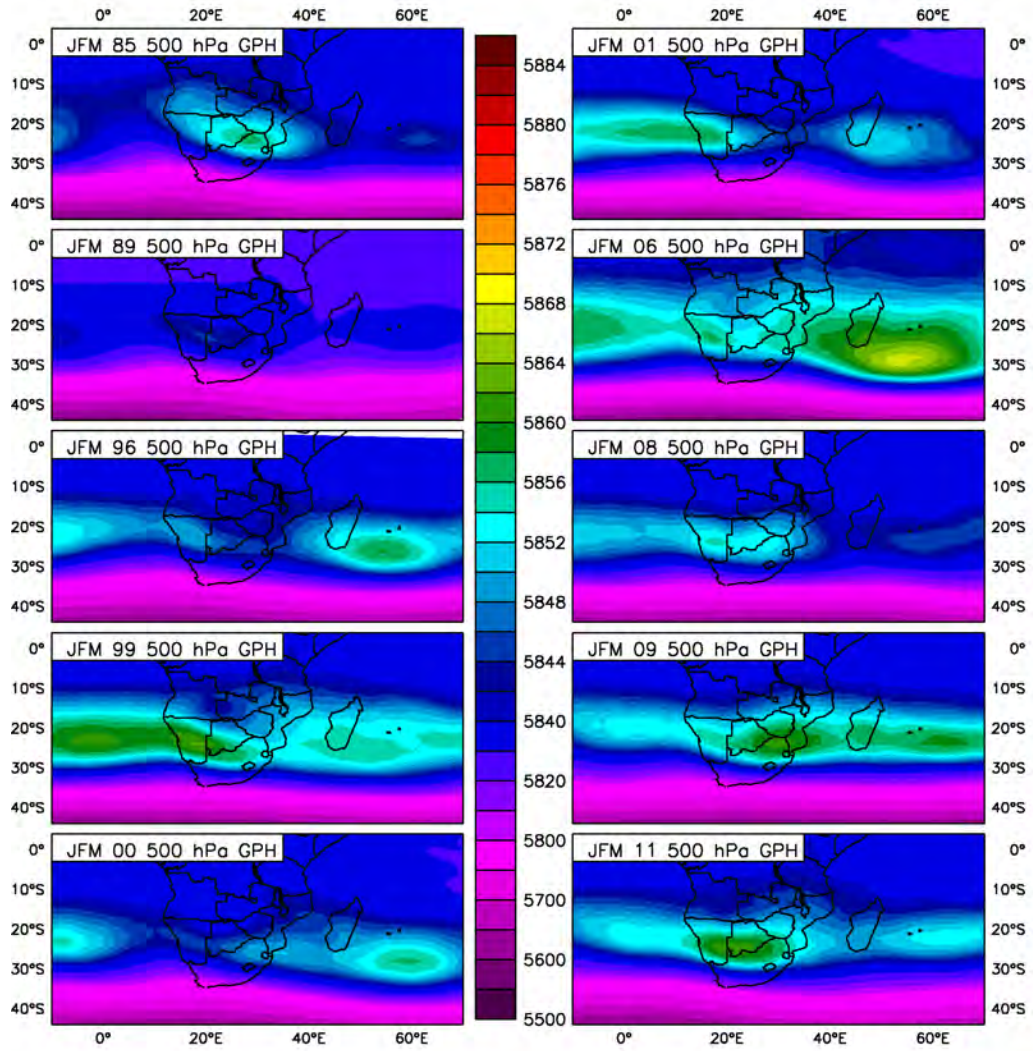 0° 20°E 40°E 60°E 0° 20°E 40°E 60°E
JFM 85 500 hPa GPH
0°
10°S
20°S
30°S
40°S
JFM 89 500 hPa GPH
0°
10°S
20°S
30°S
40°S
JFM 96 500 hPa GPH
0°
10°S
20°S
30°S
40°S
JFM 99 500 hPa GPH
0°
10°S
20°S
30°S
40°S
JFM 00 500 hPa GPH
0°
10°S
20°S
30°S
40°S
5884
5880
5876
5872
5868
5864
5860
5856
5852
5848
5844
5840
5820
5800
5700
5600
5500
JFM 01 500 hPa GPH
0°
10°S
20°S
30°S
40°S
JFM 06 500 hPa GPH
0°
10°S
20°S
30°S
40°S
JFM 08 500 hPa GPH
0°
10°S
20°S
30°S
40°S
JFM 09 500 hPa GPH
0°
10°S
20°S
30°S
40°S
JFM 11 500 hPa GPH
0°
10°S
20°S
30°S
40°S
0° 20°E 40°E 60°E 0° 20°E 40°E 60°E